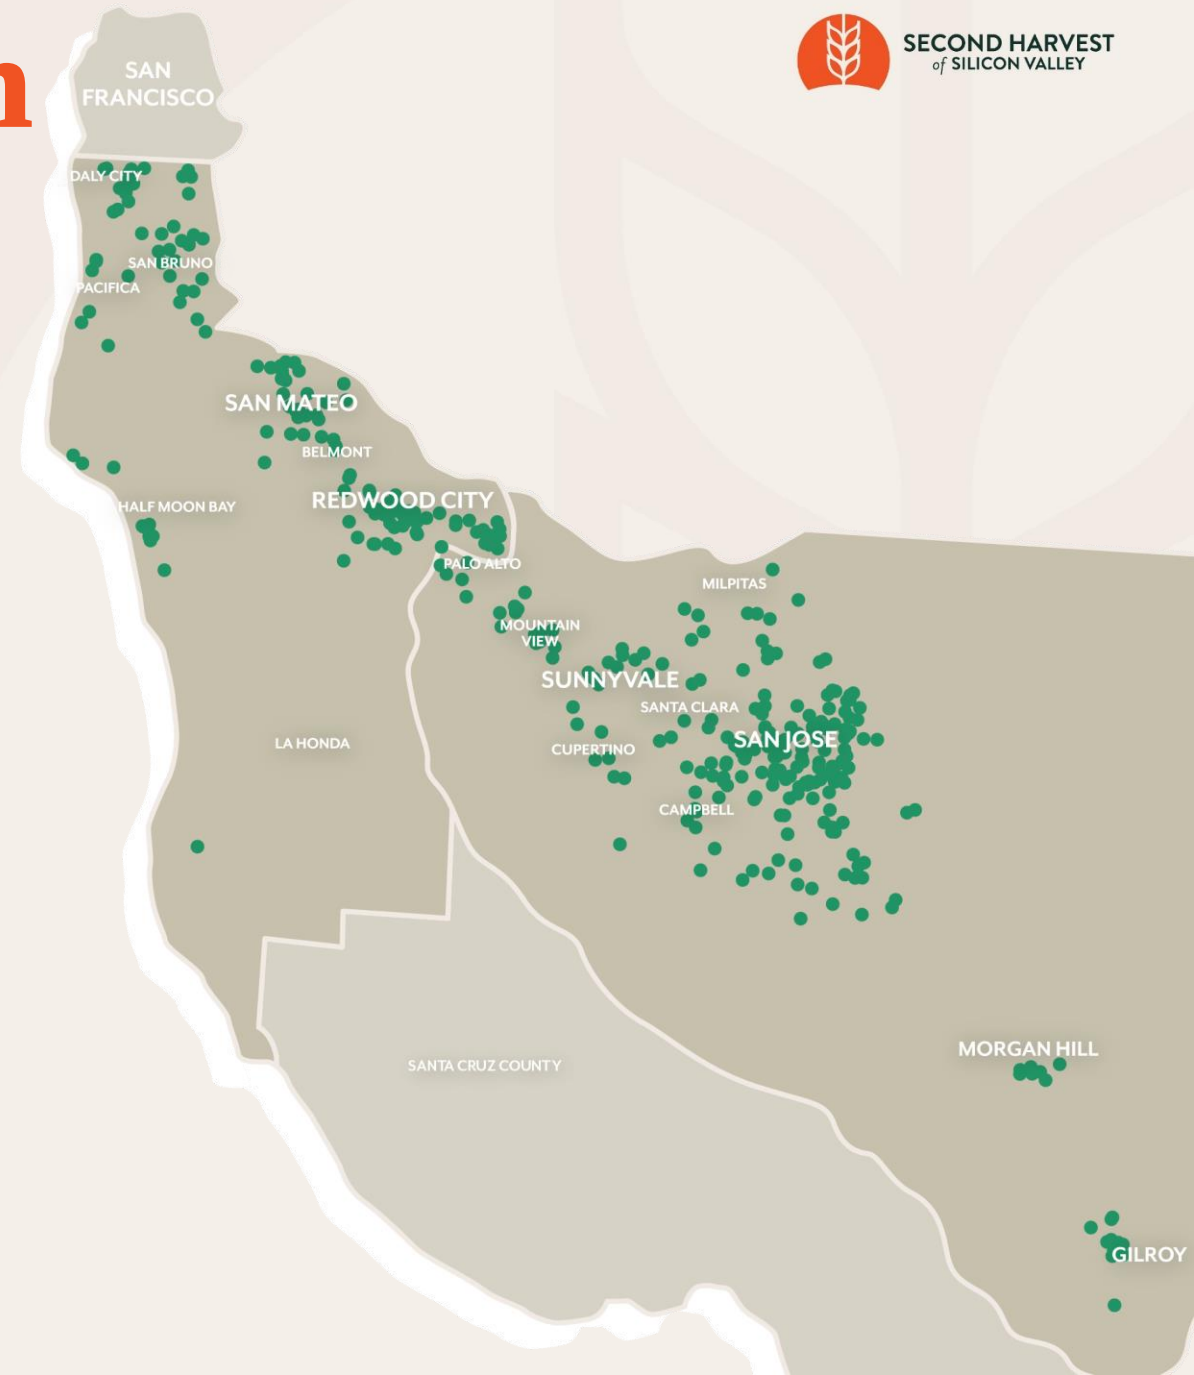 n
SECOND HARVEST
of SILICON VALLEY
SAN
FRANCISCO
DALY CITY
SAN BRUNO
PACIFICA
SAN MATEO
BELMONT
REDWOOD CITY
HALF MOON BAY
PALO ALTO
MILPITAS
MOUNTAIN
VIEW
SUNNYVALE
SANTA CLARA
SAN JOSE
LA HONDA
CUPERTINO
CAMPBELL
MORGAN HILL
SANTA CRUZ COUNTY
GILROY